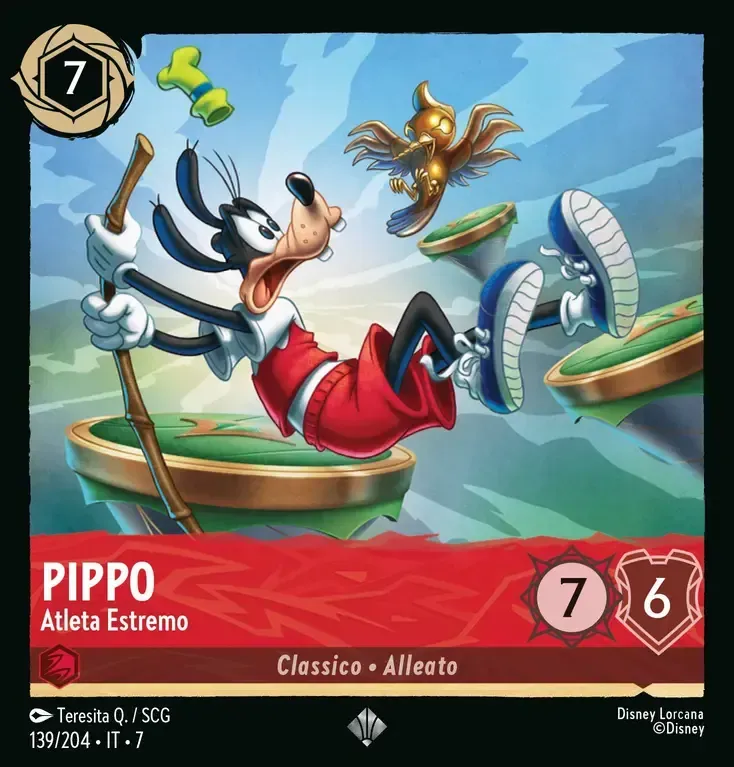 7
PIPPO
Atleta Estremo
7
6
Classico • Alleato
Teresita Q. / SCG
139/204 • IT • 7
Disney Lorcana
©Disney